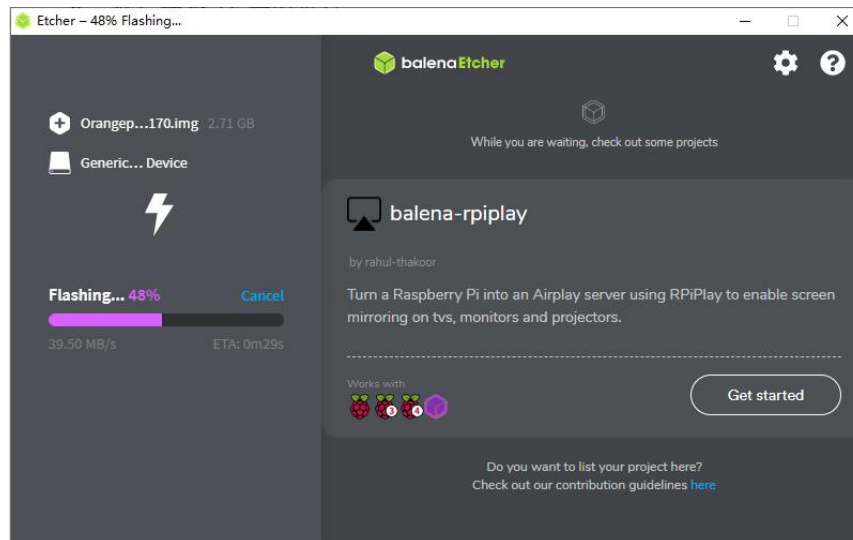 Etcher – 48% Flashing...
balenaEtcher
Orangep...170.img 2.71 GB
Generic... Device
Flashing... 48% Cancel
39.50 MB/s ETA: 0m29s
While you are waiting, check out some projects
balena-rpiplay
by rahul-thakoor
Turn a Raspberry Pi into an Airplay server using RPiPlay to enable screen
mirroring on tvs, monitors and projectors.
Works with
3 4
Get started
Do you want to list your project here?
Check out our contribution guidelines here